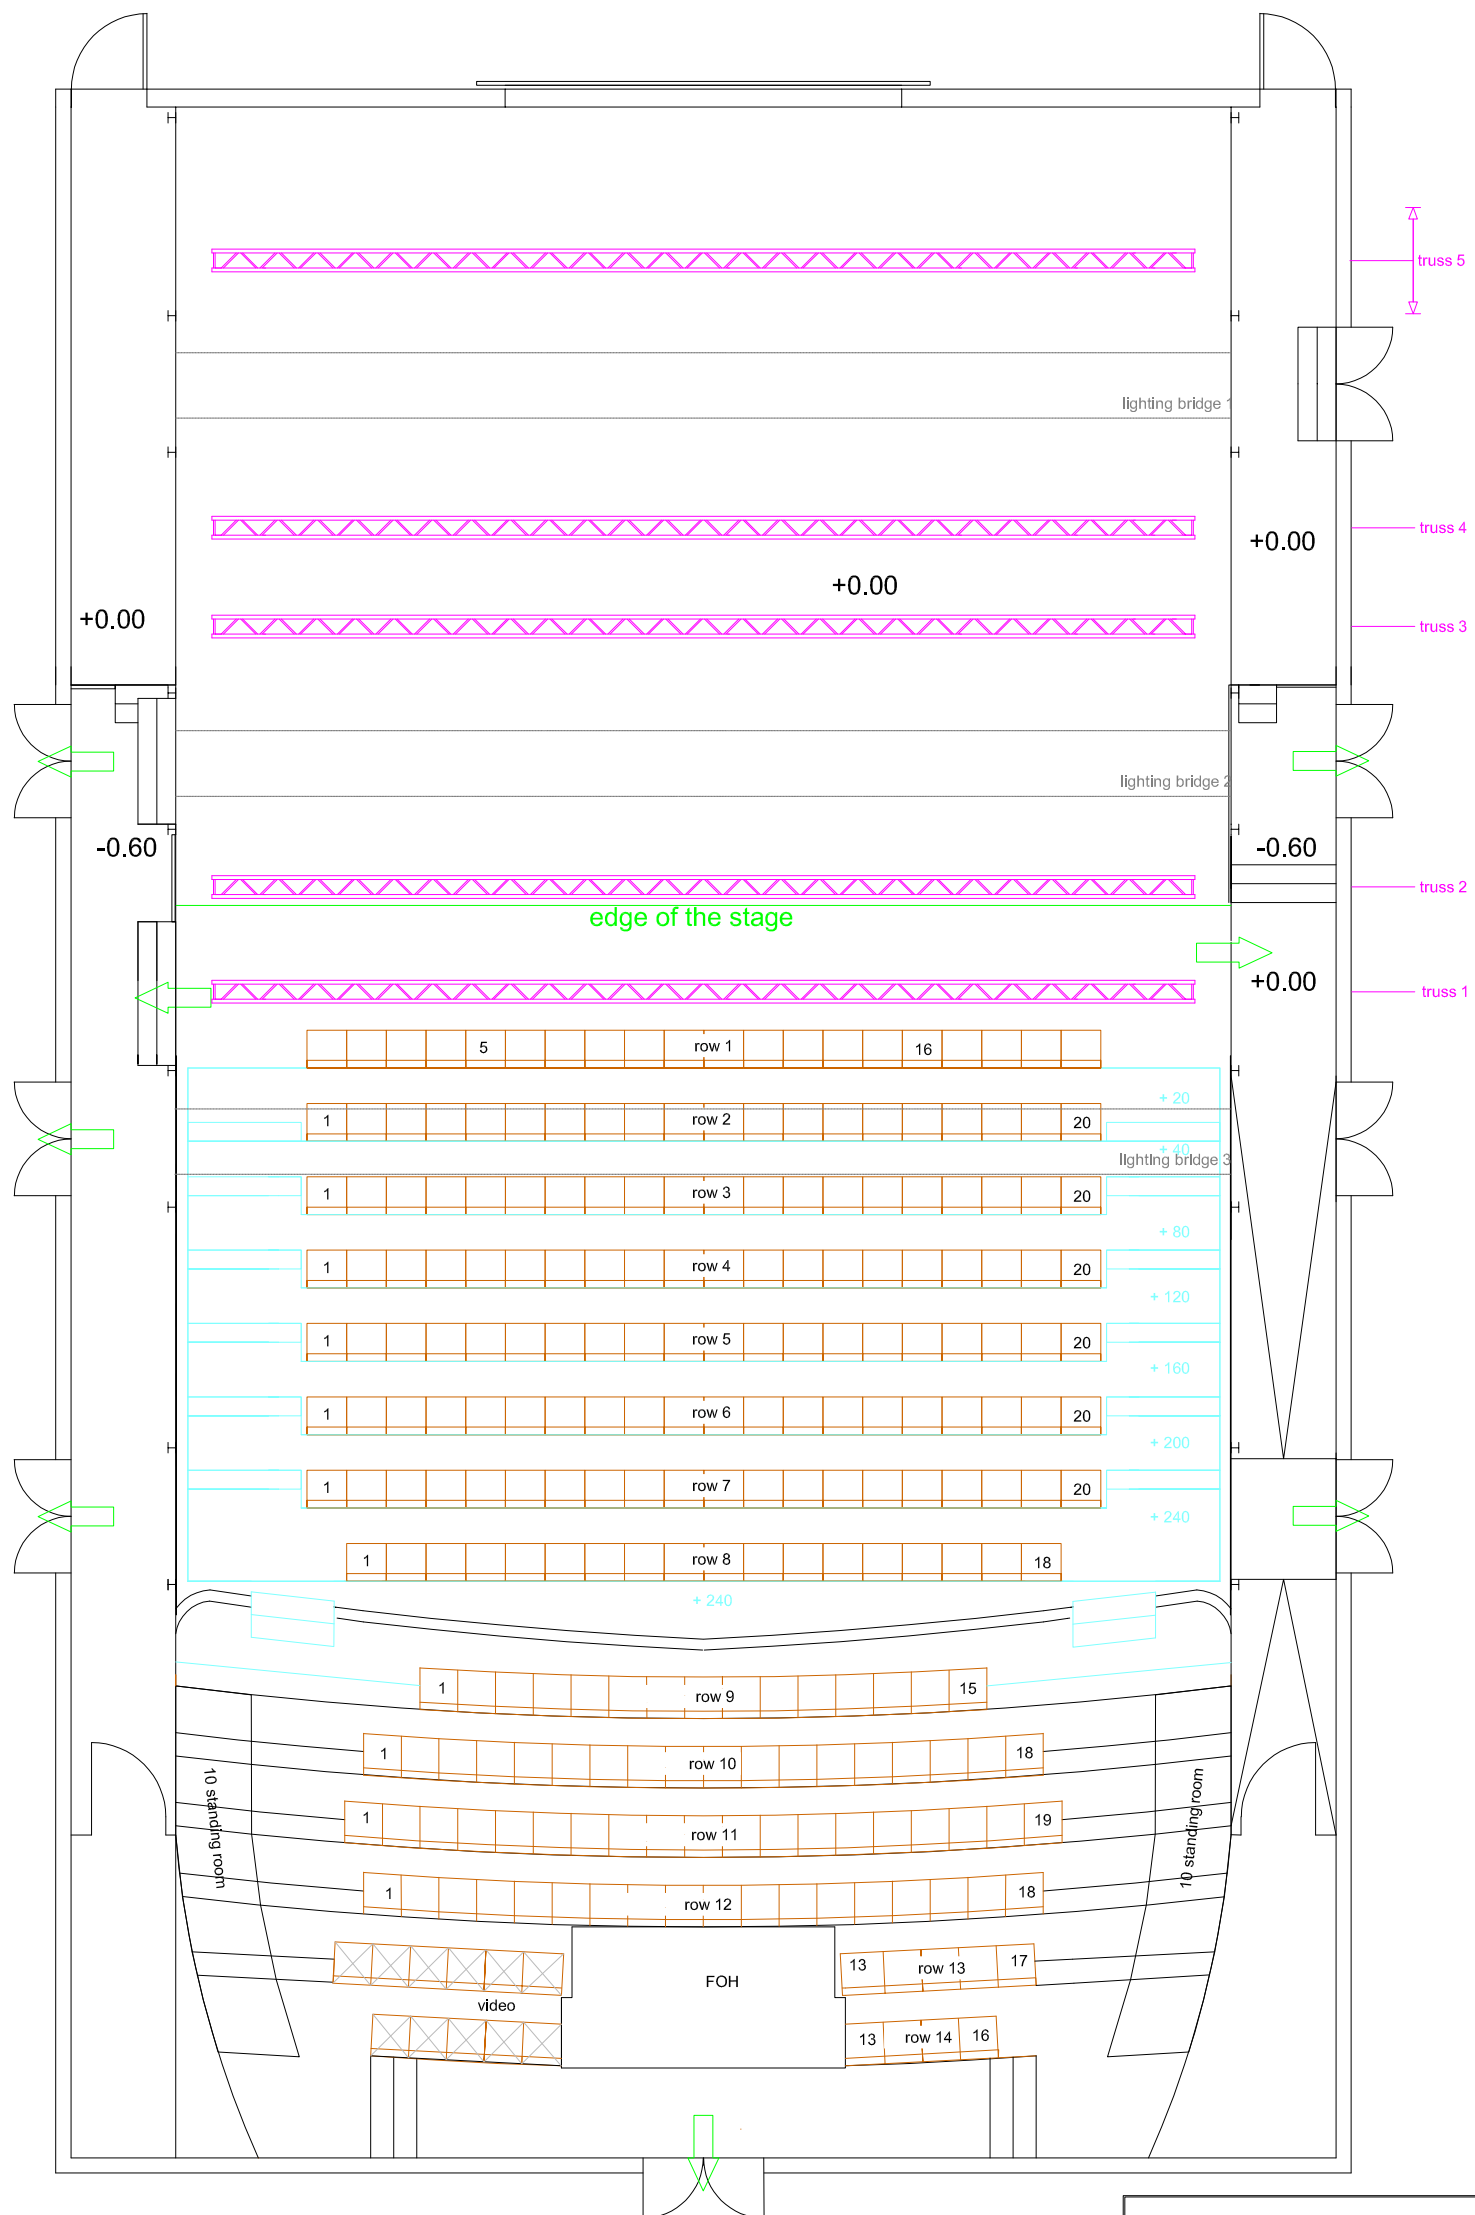 truss 5
lighting bridge 1
truss 4
+0.00
+0.00
+0.00
truss 3
lighting bridge 2
-0.60
-0.60
truss 2
edge of the stage
+0.00
truss 1
5 row 1 16
+ 20
1 row 2 20
+ 40
lighting bridge 3
1 row 3 20
+ 80
1 row 4 20
+ 120
1 row 5 20
+ 160
1 row 6 20
+ 200
1 row 7 20
+ 240
1 row 8 18
+ 240
1 row 9 15
1 row 10 18
10 standing room
10 standing room
1 row 11 19
1 row 12 18
13 row 13 17
FOH
video
13 row 14 16